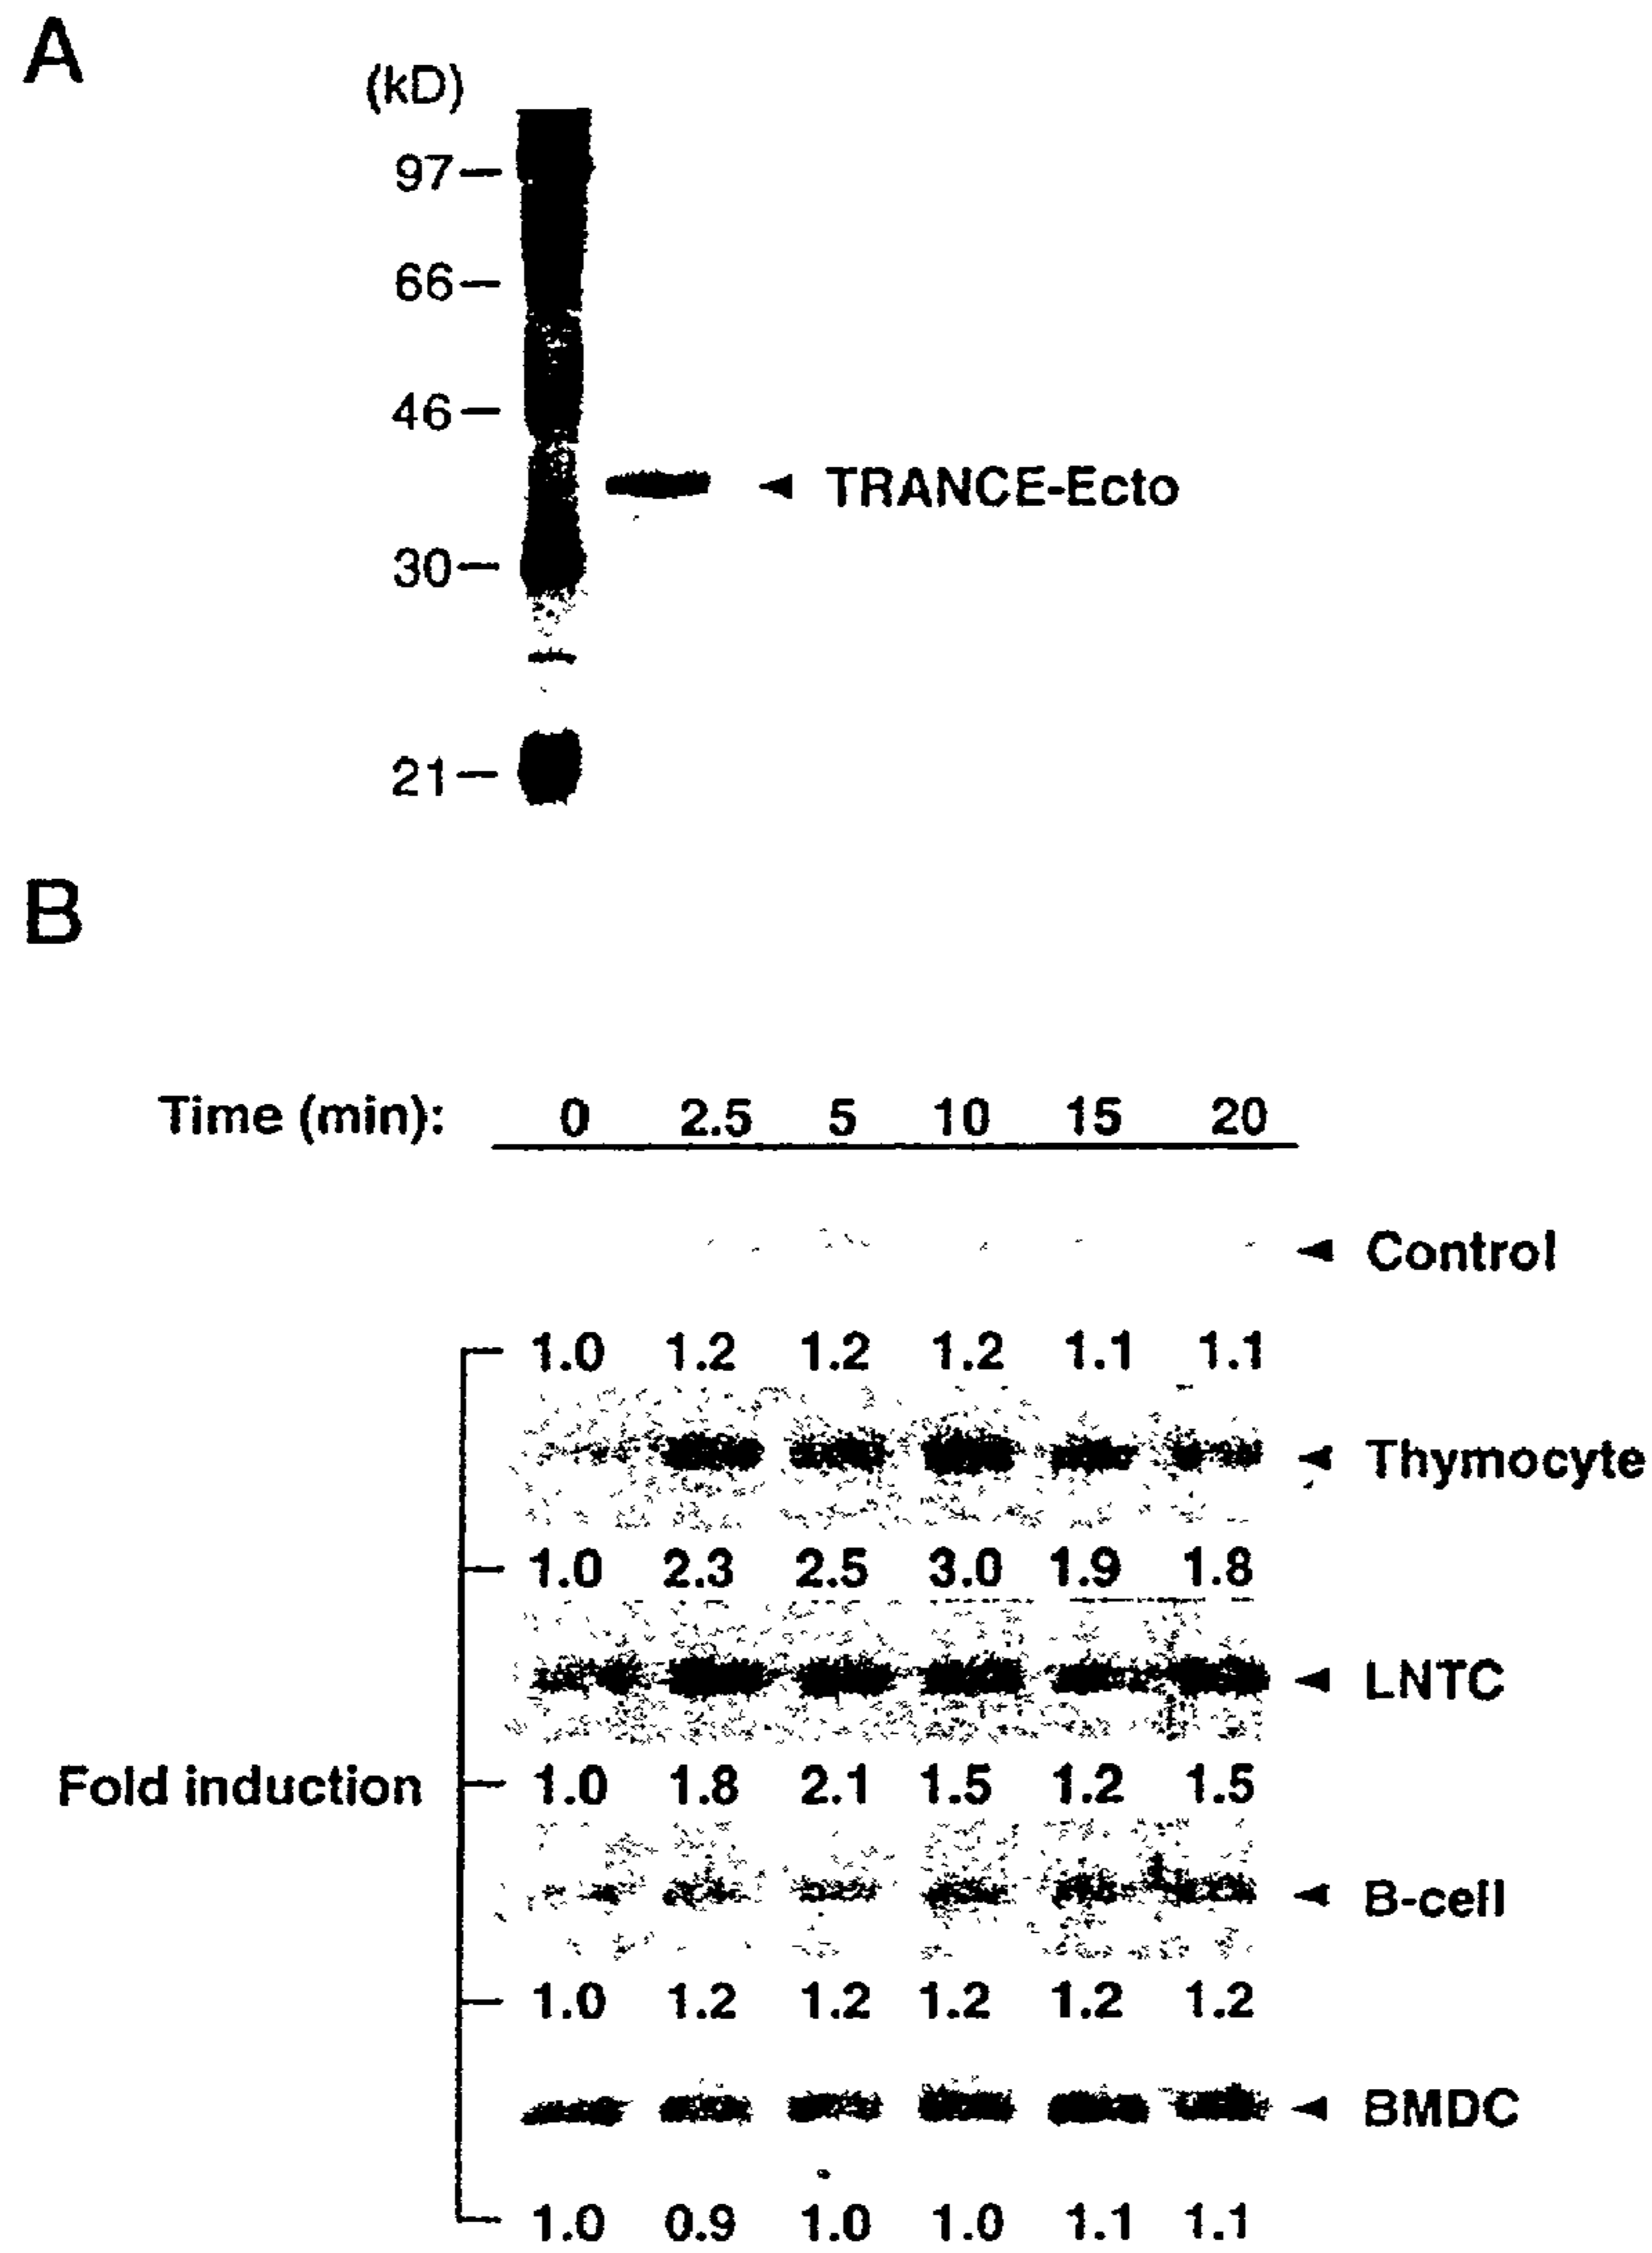 A
(kD)
97
66
46
TRANCE-Ecto
30
21
B
Time (min): 0 2.5 5 10 15 20
Control
1.0 1.2 1.2 1.2 1.1 1.1
Thymocyte
1.0 2.3 2.5 3.0 1.9 1.8
LNTC
Fold induction 1.0 1.8 2.1 1.5 1.2 1.5
B-cell
1.0 1.2 1.2 1.2 1.2 1.2
BMDC
1.0 0.9 1.0 1.0 1.1 1.1